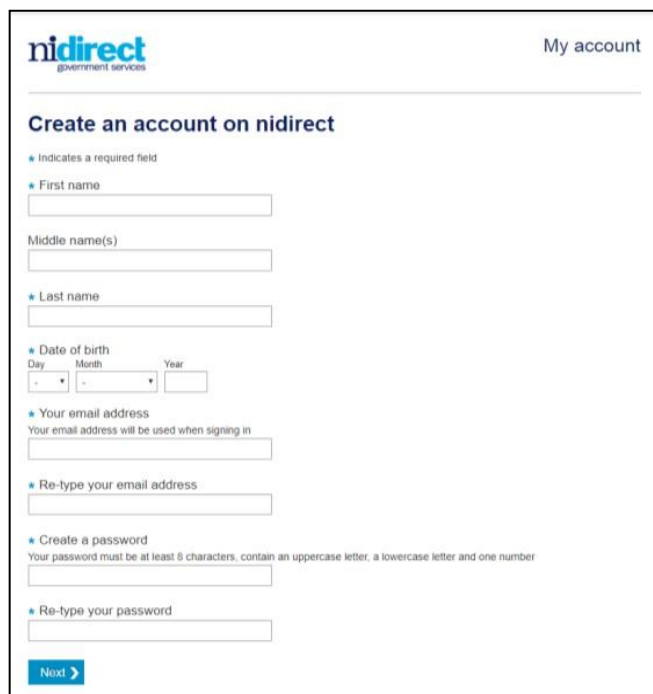 nidirect
government services
My account
Create an account on nidirect
* Indicates a required field
* First name
Middle name(s)
* Last name
* Date of birth
Day Month Year
- -
* Your email address
Your email address will be used when signing in
* Re-type your email address
* Create a password
Your password must be at least 8 characters, contain an uppercase letter, a lowercase letter and one number
* Re-type your password
Next ❯